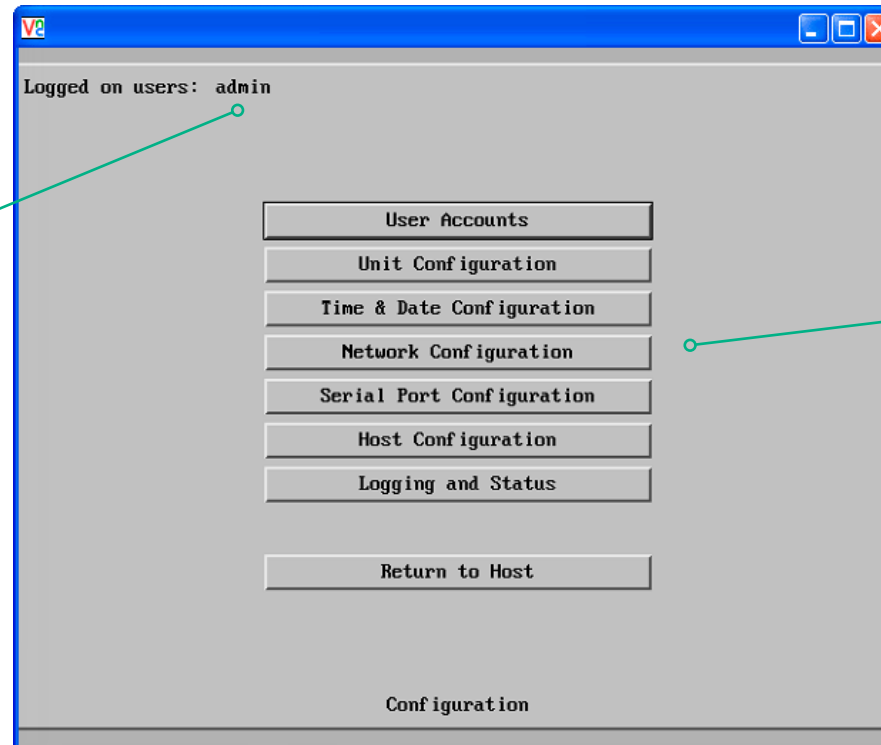 Logged on users: admin
User Accounts
Unit Configuration
Time & Date Configuration
Network Configuration
Serial Port Configuration
Host Configuration
Logging and Status
Return to Host
Configuration